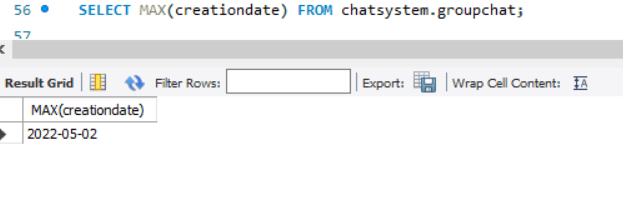 56 SELECT MAX(creationdate) FROM chatsystem.groupchat;
57
Result Grid Filter Rows: Export: Wrap Cell Content: IA
MAX(creationdate)
2022-05-02